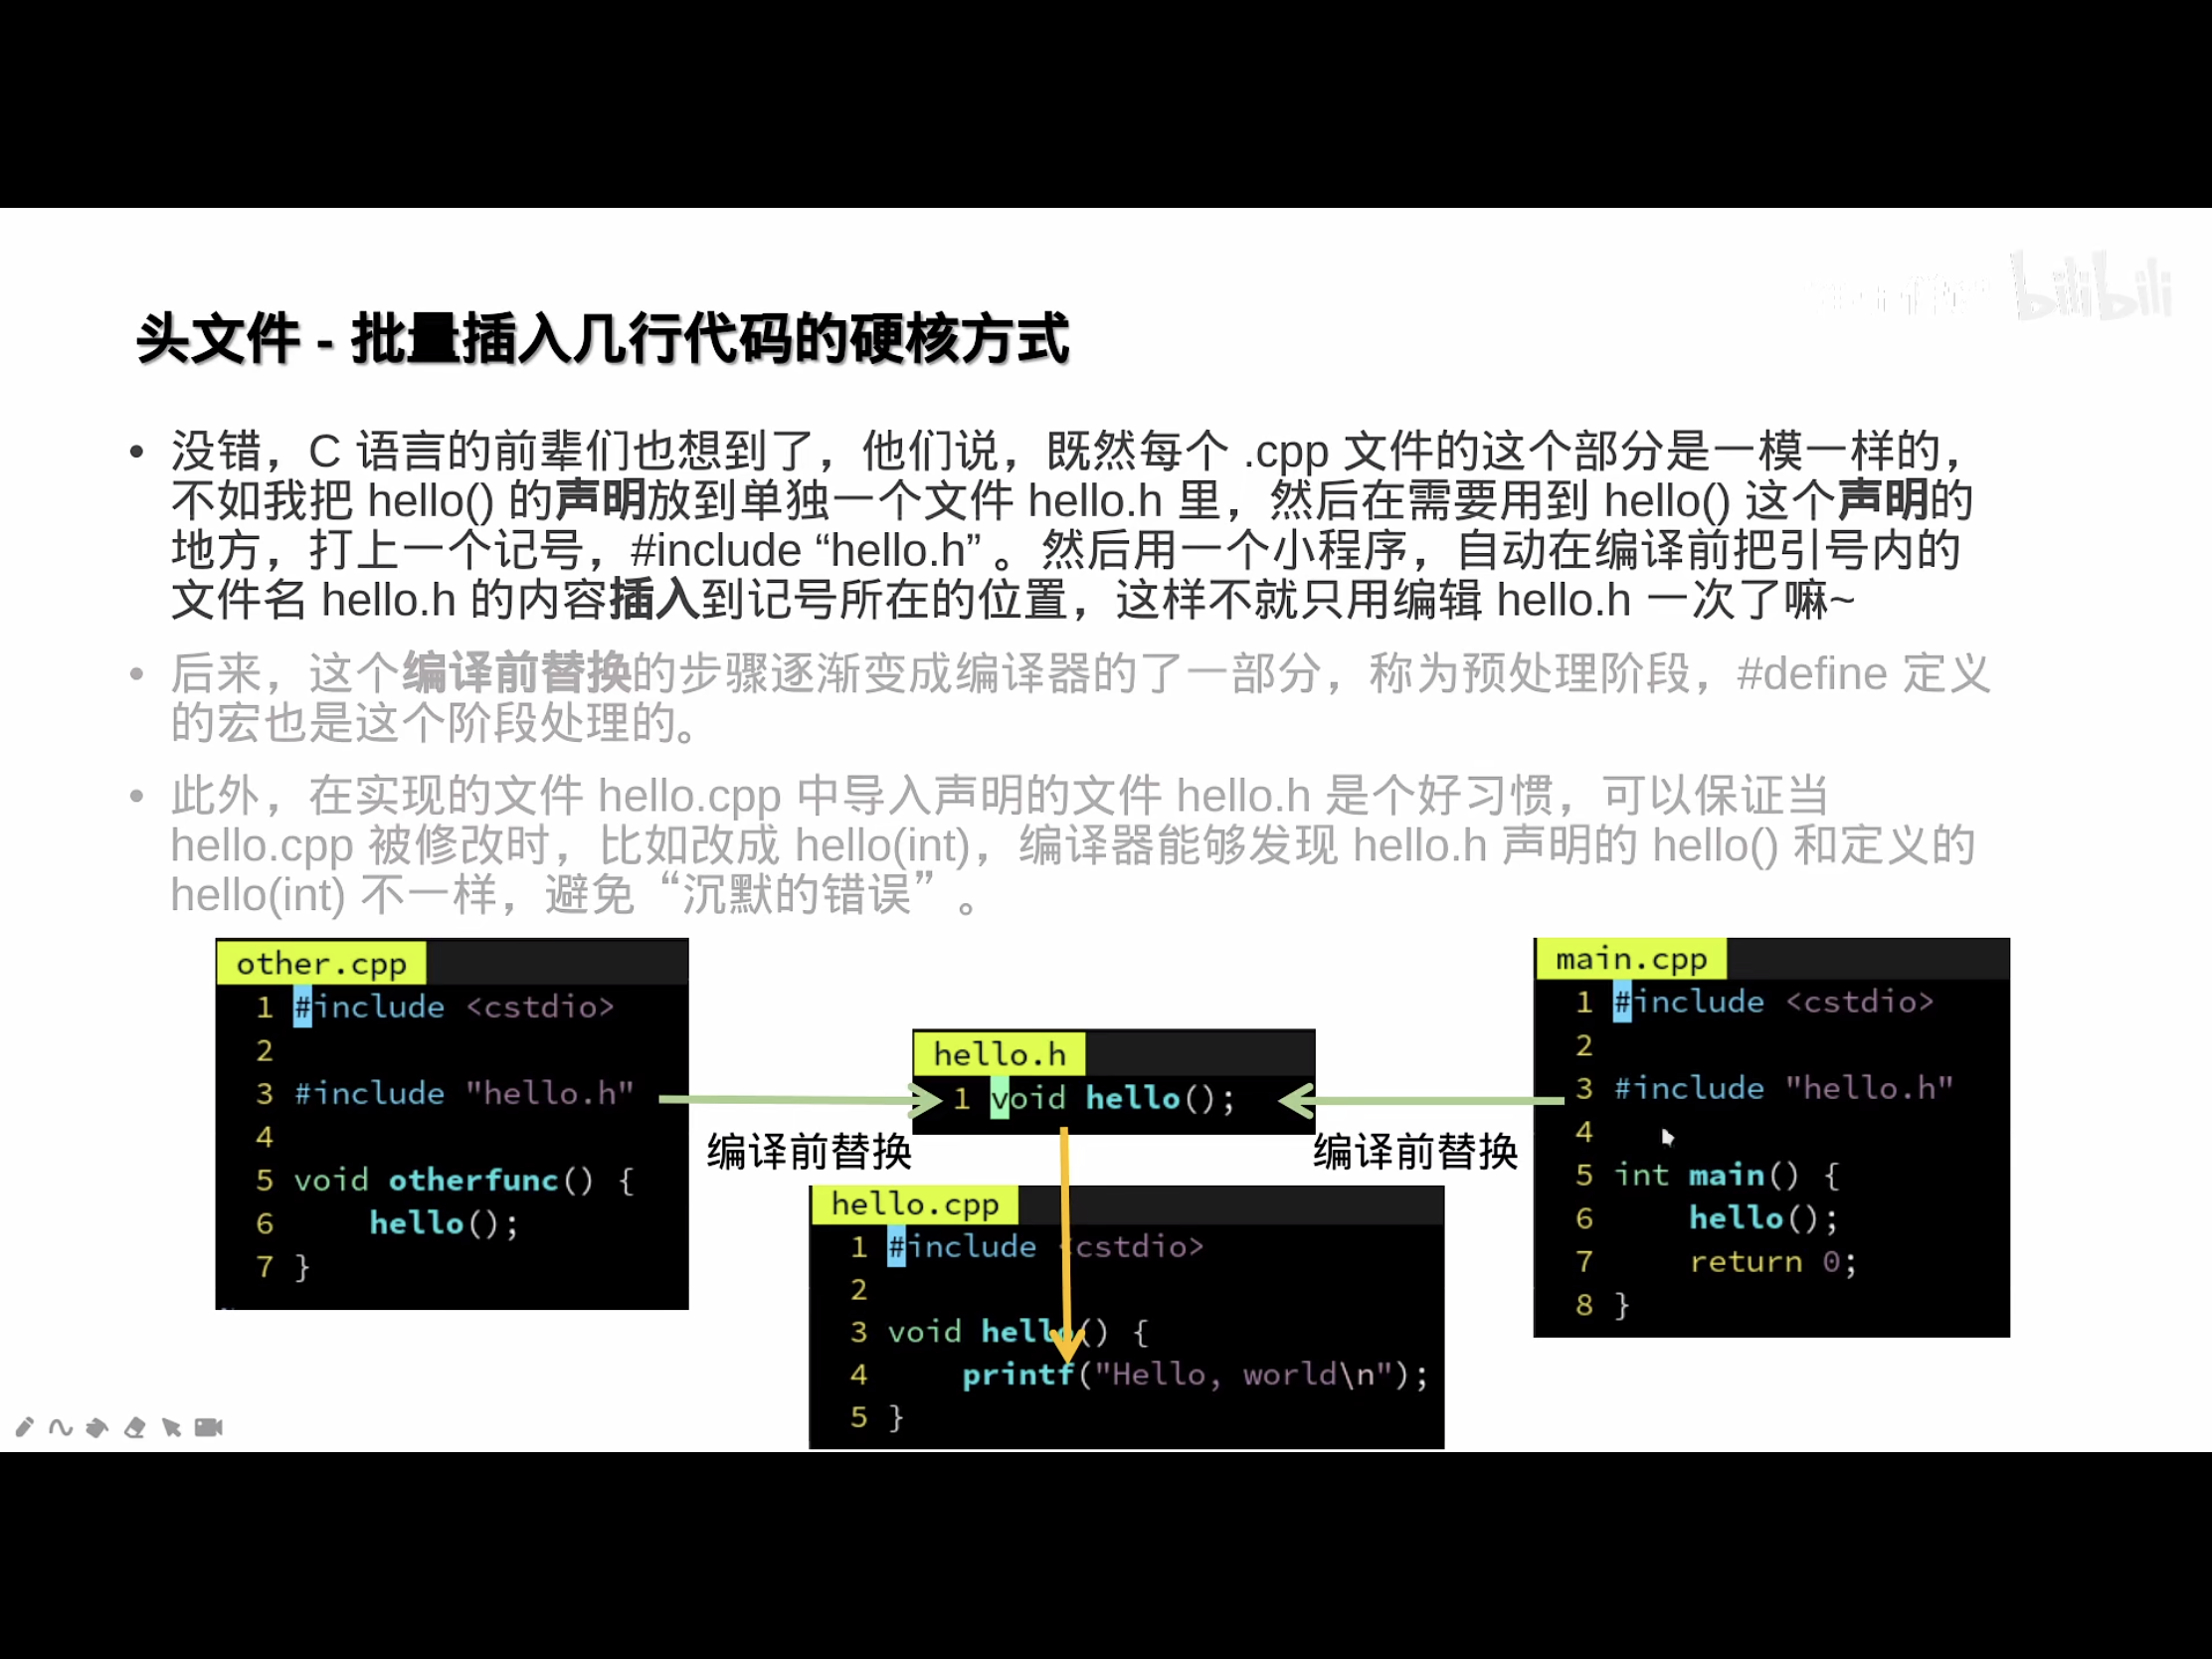 bilibili
头文件 - 批量插入几行代码的硬核方式
• 没错，C 语言的前辈们也想到了，他们说，既然每个 .cpp 文件的这个部分是一模一样的，
不如我把 hello() 的声明放到单独一个文件 hello.h 里，然后在需要用到 hello() 这个声明的
地方，打上一个记号，#include “hello.h” 。然后用一个小程序，自动在编译前把引号内的
文件名 hello.h 的内容插入到记号所在的位置，这样不就只用编辑 hello.h 一次了嘛~
• 后来，这个编译前替换的步骤逐渐变成编译器的了一部分，称为预处理阶段，#define 定义
的宏也是这个阶段处理的。
• 此外，在实现的文件 hello.cpp 中导入声明的文件 hello.h 是个好习惯，可以保证当
hello.cpp 被修改时，比如改成 hello(int)，编译器能够发现 hello.h 声明的 hello() 和定义的
hello(int) 不一样，避免“沉默的错误”。
other.cpp
1 #include <cstdio>
2
3 #include "hello.h"
4
5 void otherfunc() {
6     hello();
7 }
hello.h
1 void hello();
编译前替换
编译前替换
hello.cpp
1 #include <cstdio>
2
3 void hello() {
4     printf("Hello, world\n");
5 }
main.cpp
1 #include <cstdio>
2
3 #include "hello.h"
4
5 int main() {
6     hello();
7     return 0;
8 }